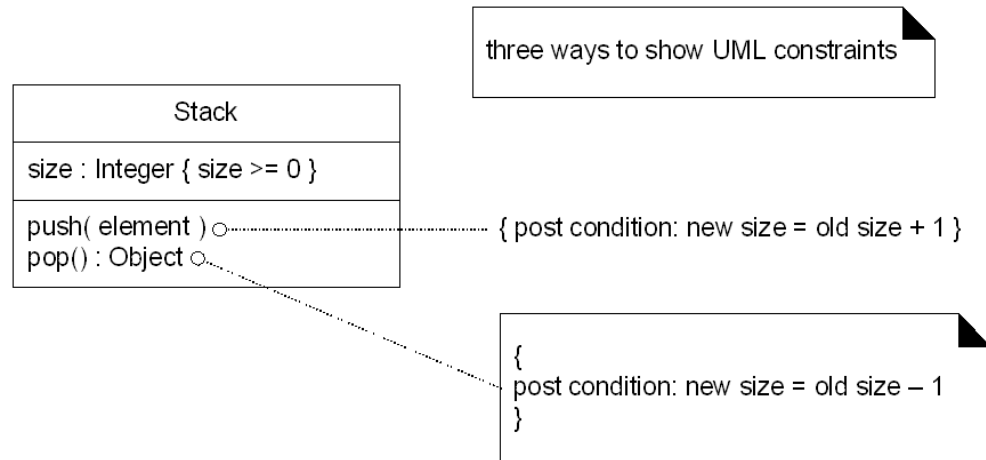 three ways to show UML constraints
Stack
size : Integer { size >= 0 }
push( element )
{ post condition: new size = old size + 1 }
pop() : Object
{
post condition: new size = old size – 1
}